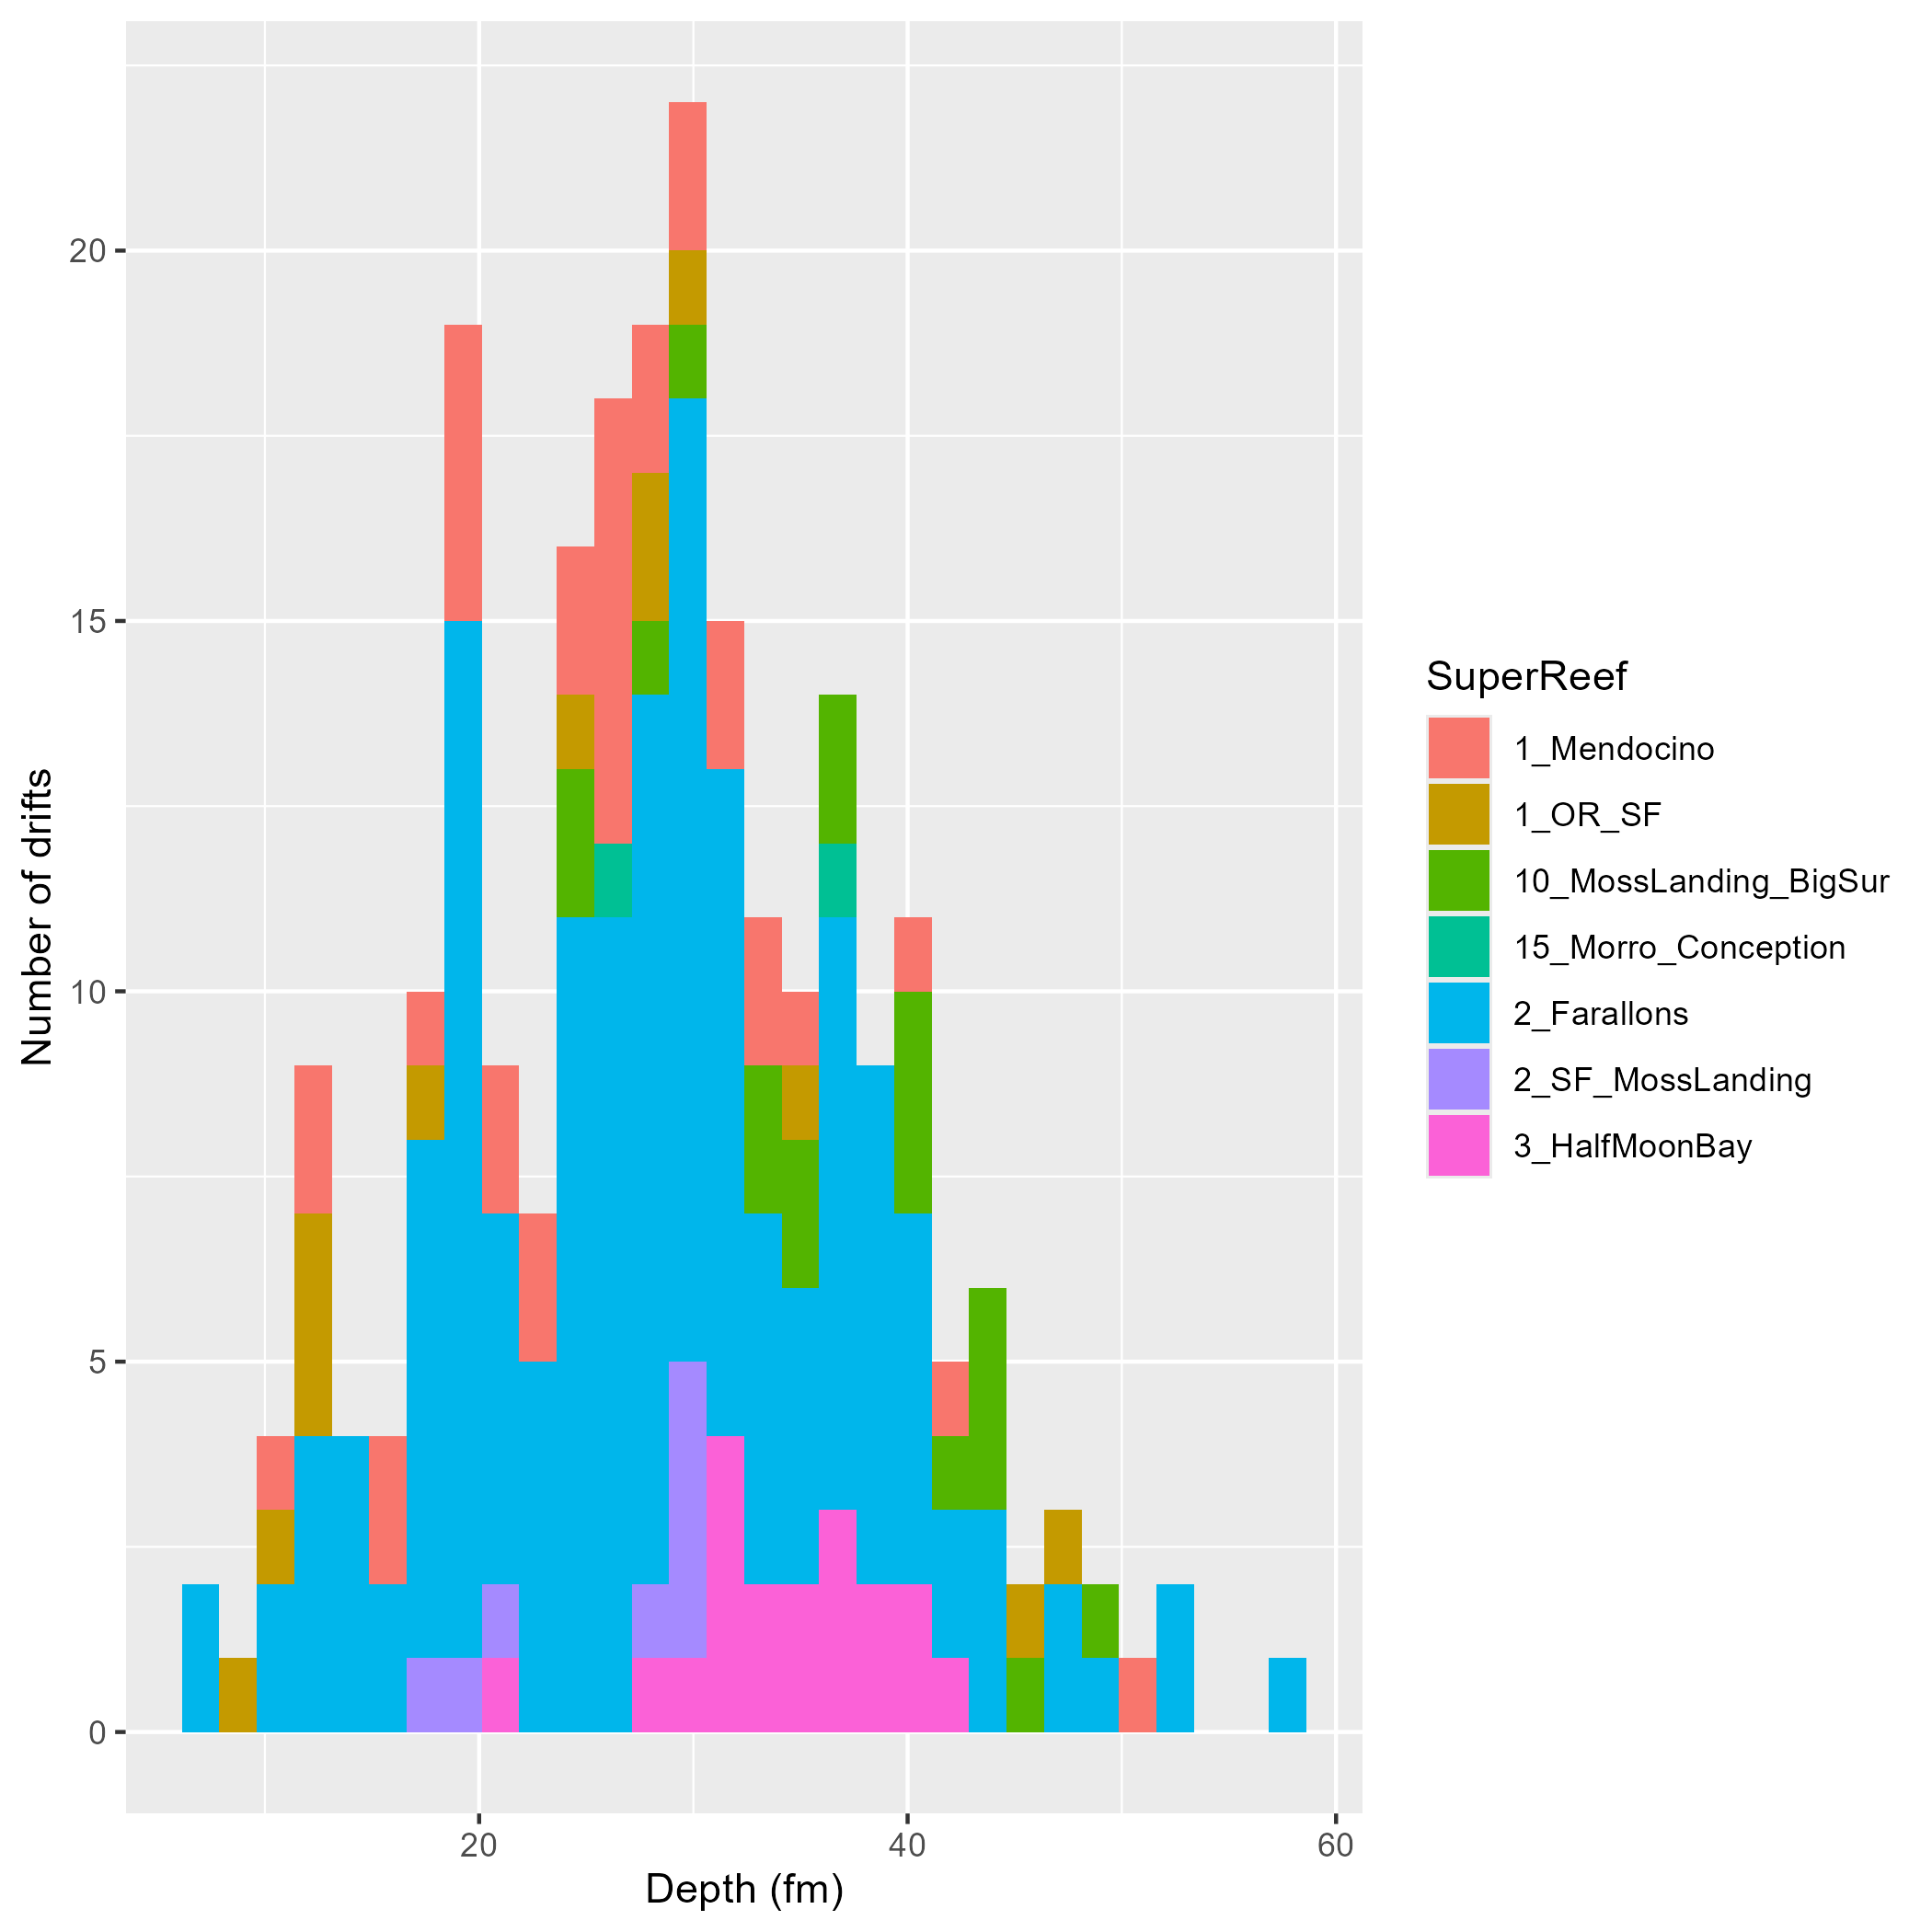 Number of drifts
20
15
10
5
0
20
40
60
Depth (fm)
SuperReef
1_Mendocino
1_OR_SF
10_MossLanding_BigSur
15_Morro_Conception
2_Farallons
2_SF_MossLanding
3_HalfMoonBay